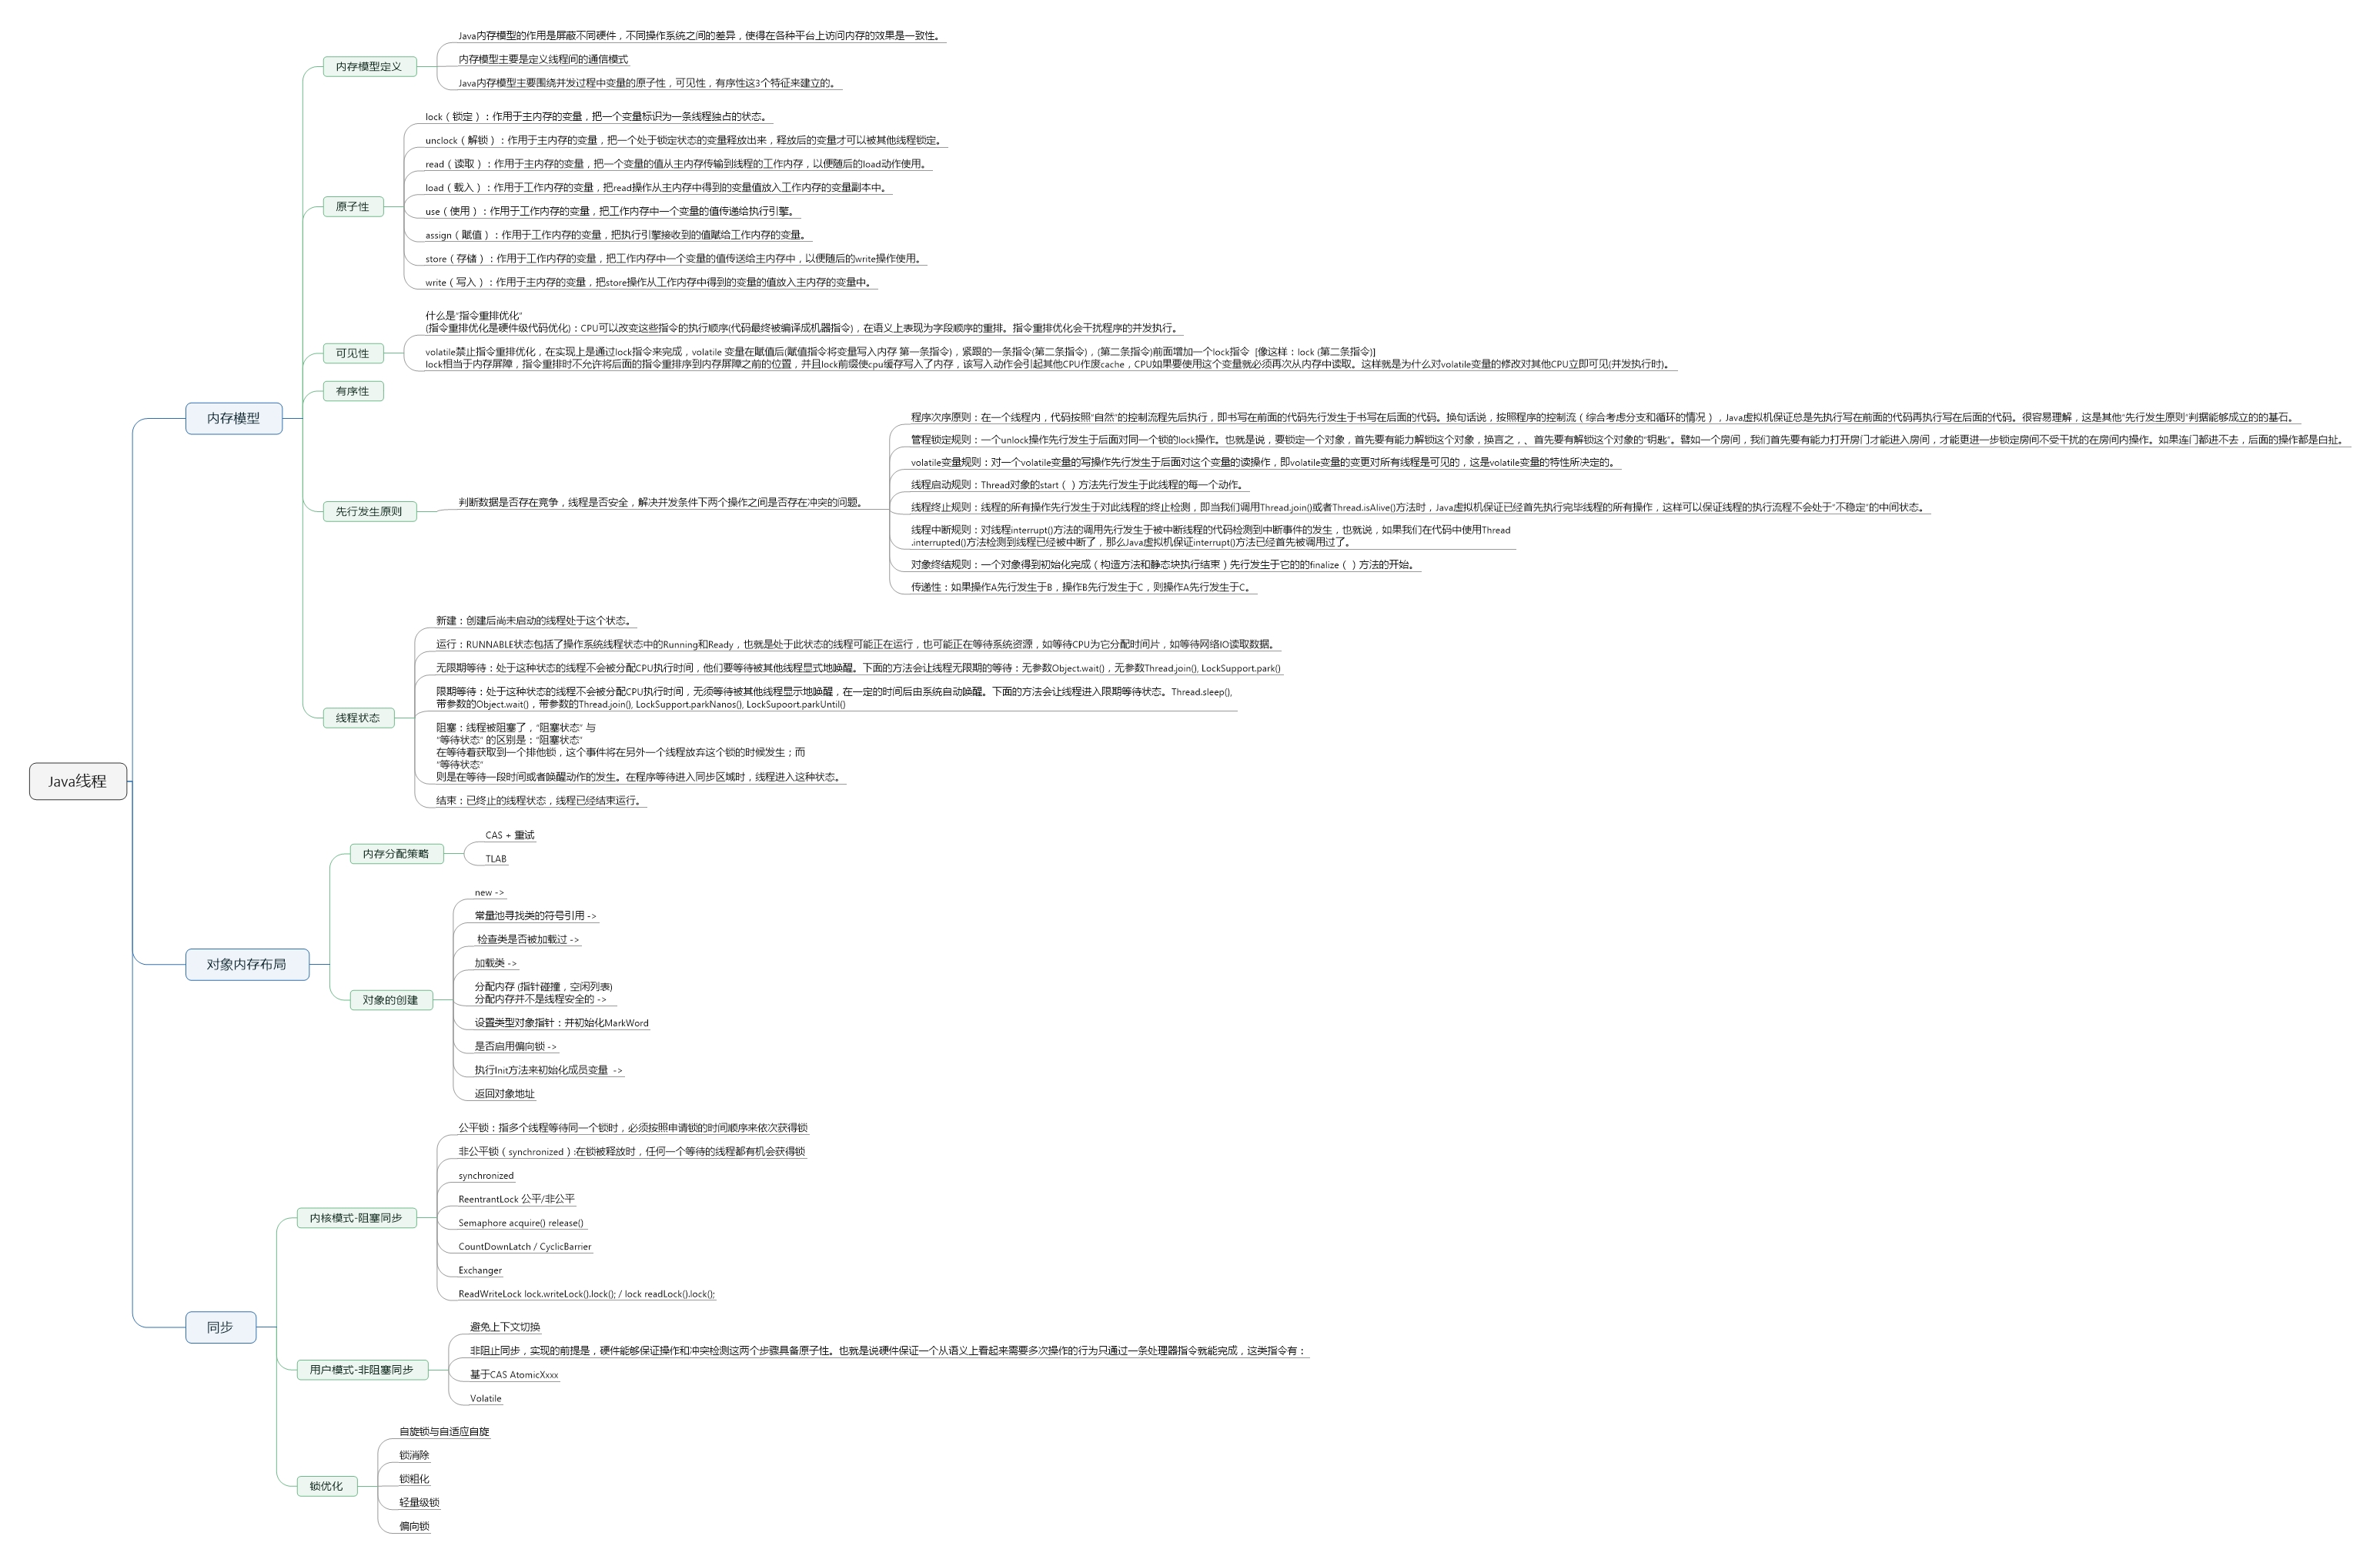 Java线程
内存模型
内存模型定义
Java内存模型的作用是屏蔽不同硬件，不同操作系统之间的差异，使得在各种平台上访问内存的效果是一致性。
内存模型主要是定义线程间的通信模式
Java内存模型主要围绕并发过程中变量的原子性，可见性，有序性这3个特征来建立的。
原子性
lock（锁定）：作用于主内存的变量，把一个变量标识为一条线程独占的状态。
unclock（解锁）：作用于主内存的变量，把一个处于锁定状态的变量释放出来，释放后的变量才可以被其他线程锁定。
read（读取）：作用于主内存的变量，把一个变量的值从主内存传输到线程的工作内存，以便随后的load动作使用。
load（载入）：作用于工作内存的变量，把read操作从主内存中得到的变量值放入工作内存的变量副本中。
use（使用）：作用于工作内存的变量，把工作内存中一个变量的值传递给执行引擎。
assign（赋值）：作用于工作内存的变量，把执行引擎接收到的值赋给工作内存的变量。
store（存储）：作用于工作内存的变量，把工作内存中一个变量的值传送给主内存中，以便随后的write操作使用。
write（写入）：作用于主内存的变量，把store操作从工作内存中得到的变量的值放入主内存的变量中。
可见性
什么是“指令重排优化”
(指令重排优化是硬件级代码优化)：CPU可以改变这些指令的执行顺序(代码最终被编译成机器指令)，在语义上表现为字段顺序的重排。指令重排优化会干扰程序的并发执行。
volatile禁止指令重排优化，在实现上是通过lock指令来完成，volatile 变量在赋值后(赋值指令将变量写入内存 第一条指令)，紧跟的一条指令(第二条指令)，(第二条指令)前面增加一个lock指令 [像这样：lock (第二条指令)]
lock相当于内存屏障，指令重排时不允许将后面的指令重排序到内存屏障之前的位置，并且lock前缀使cpu缓存写入了内存，该写入动作会引起其他CPU作废cache，CPU如果要使用这个变量就必须再次从内存中读取。这样就是为什么对volatile变量的修改对其他CPU立即可见(并发执行时)。
有序性
先行发生原则
判断数据是否存在竞争，线程是否安全，解决并发条件下两个操作之间是否存在冲突的问题。
程序次序原则：在一个线程内，代码按照“自然”的控制流程先后执行，即书写在前面的代码先行发生于书写在后面的代码。换句话说，按照程序的控制流（综合考虑分支和循环的情况），Java虚拟机保证总是先执行写在前面的代码再执行写在后面的代码。很容易理解，这是其他“先行发生原则”判据能够成立的的基石。
管程锁定规则：一个unlock操作先行发生于后面对同一个锁的lock操作。也就是说，要锁定一个对象，首先要有能力解锁这个对象，换言之，、首先要有解锁这个对象的“钥匙”。譬如一个房间，我们首先要有能力打开房门才能进入房间，才能更进一步锁定房间不受干扰的在房间内操作。如果连门都进不去，后面的操作都是白扯。
volatile变量规则：对一个volatile变量的写操作先行发生于后面对这个变量的读操作，即volatile变量的变更对所有线程是可见的，这是volatile变量的特性所决定的。
线程启动规则：Thread对象的start（ ）方法先行发生于此线程的每一个动作。
线程终止规则：线程的所有操作先行发生于对此线程的终止检测，即当我们调用Thread.join()或者Thread.isAlive()方法时，Java虚拟机保证已经首先执行完毕线程的所有操作，这样可以保证线程的执行流程不会处于“不稳定”的中间状态。
线程中断规则：对线程interrupt()方法的调用先行发生于被中断线程的代码检测到中断事件的发生，也就说，如果我们在代码中使用Thread
.interrupted()方法检测到线程已经被中断了，那么Java虚拟机保证interrupt()方法已经首先被调用过了。
对象终结规则：一个对象得到初始化完成（构造方法和静态块执行结束）先行发生于它的的finalize（ ）方法的开始。
传递性：如果操作A先行发生于B，操作B先行发生于C，则操作A先行发生于C。
线程状态
新建：创建后尚未启动的线程处于这个状态。
运行：RUNNABLE状态包括了操作系统线程状态中的Running和Ready，也就是处于此状态的线程可能正在运行，也可能正在等待系统资源，如等待CPU为它分配时间片，如等待网络IO读取数据。
无限期等待：处于这种状态的线程不会被分配CPU执行时间，他们要等待被其他线程显式地唤醒。下面的方法会让线程无限期的等待：无参数Object.wait()，无参数Thread.join(), LockSupport.park()
限期等待：处于这种状态的线程不会被分配CPU执行时间，无须等待被其他线程显示地唤醒，在一定的时间后由系统自动唤醒。下面的方法会让线程进入限期等待状态。Thread.sleep(),
带参数的Object.wait()，带参数的Thread.join(), LockSupport.parkNanos(), LockSupoort.parkUntil()
阻塞：线程被阻塞了，“阻塞状态” 与
“等待状态” 的区别是：“阻塞状态”
在等待着获取到一个排他锁，这个事件将在另外一个线程放弃这个锁的时候发生；而
“等待状态”
则是在等待一段时间或者唤醒动作的发生。在程序等待进入同步区域时，线程进入这种状态。
结束：已终止的线程状态，线程已经结束运行。
对象内存布局
内存分配策略
CAS + 重试
TLAB
对象的创建
new ->
常量池寻找类的符号引用 ->
检查类是否被加载过 ->
加载类 ->
分配内存 (指针碰撞，空闲列表)
分配内存并不是线程安全的 ->
设置类型对象指针：并初始化MarkWord
是否启用偏向锁 ->
执行Init方法来初始化成员变量 ->
返回对象地址
同步
内核模式-阻塞同步
公平锁：指多个线程等待同一个锁时，必须按照申请锁的时间顺序来依次获得锁
非公平锁（synchronized）:在锁被释放时，任何一个等待的线程都有机会获得锁
synchronized
ReentrantLock 公平/非公平
Semaphore acquire() release()
CountDownLatch / CyclicBarrier
Exchanger
ReadWriteLock lock.writeLock().lock(); / lock readLock().lock();
用户模式-非阻塞同步
避免上下文切换
非阻止同步，实现的前提是，硬件能够保证操作和冲突检测这两个步骤具备原子性。也就是说硬件保证一个从语义上看起来需要多次操作的行为只通过一条处理器指令就能完成，这类指令有：
基于CAS AtomicXxxx
Volatile
锁优化
自旋锁与自适应自旋
锁消除
锁粗化
轻量级锁
偏向锁